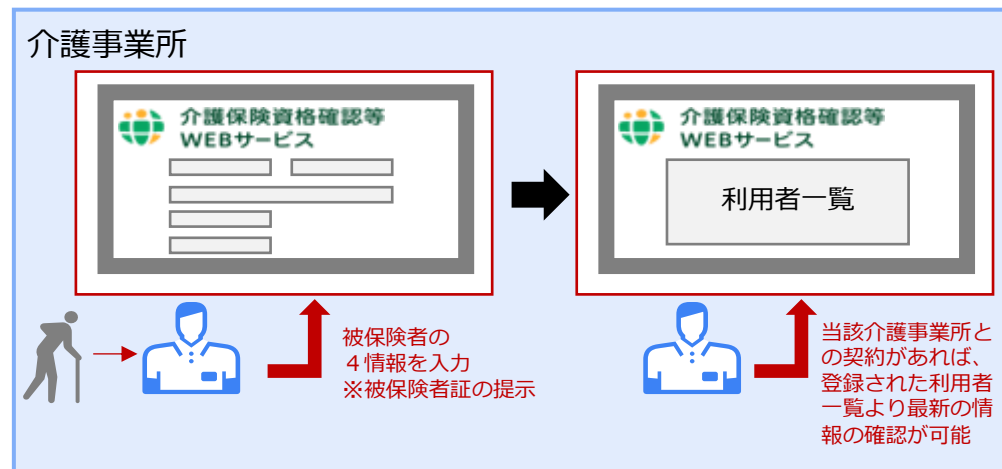 介護事業所
介護保険資格確認等
WEBサービス
介護保険資格確認等
WEBサービス
利用者一覧
被保険者の
４情報を入力
※被保険者証の提示
当該介護事業所と
の契約があれば、
登録された利用者
一覧より最新の情
報の確認が可能